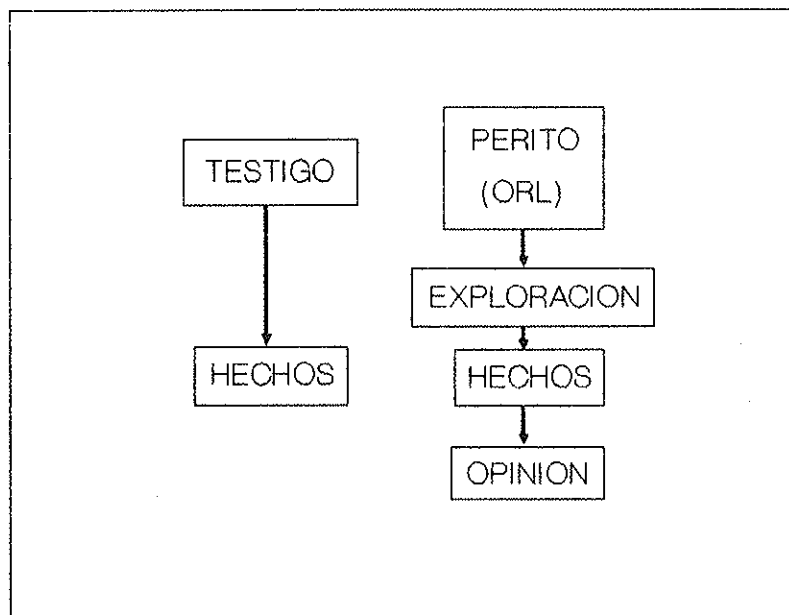 TESTIGO
HECHOS
PERITO
(ORL)
EXPLORACION
HECHOS
OPINION